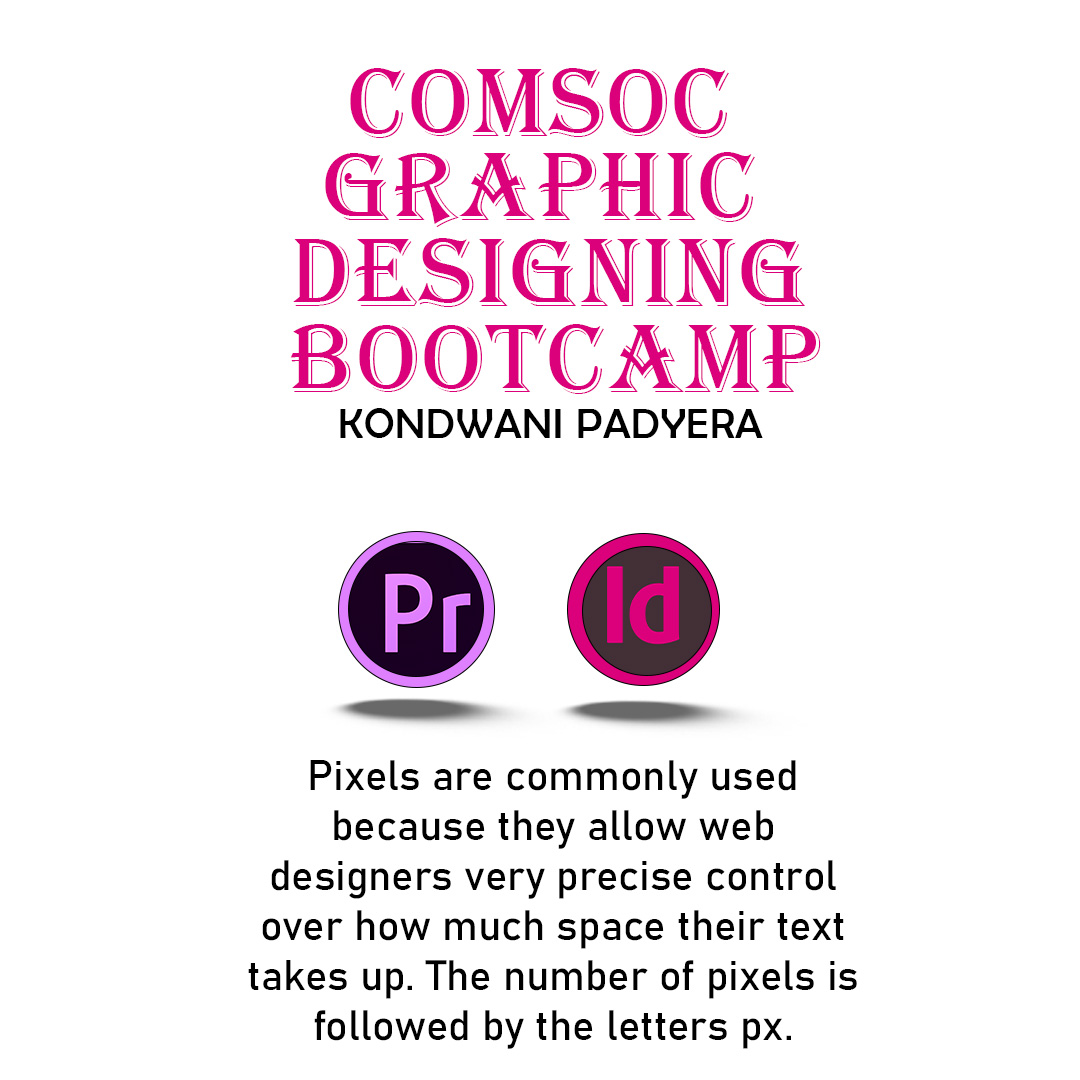 COMSOC
GRAPHIC
DESIGNING
BOOTCAMP
KONDWANI PADYERA
Pr Id
Pixels are commonly used
because they allow web
designers very precise control
over how much space their text
takes up. The number of pixels is
followed by the letters px.